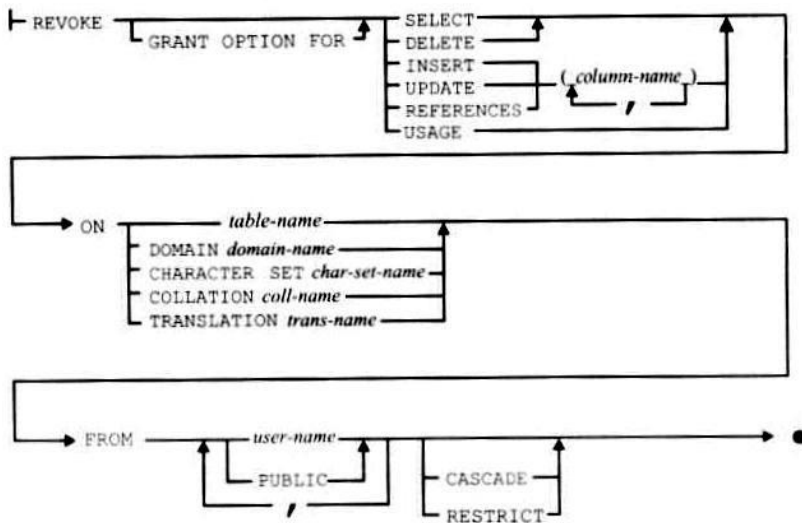 REVOKE
GRANT OPTION FOR
SELECT
DELETE
INSERT
UPDATE
REFERENCES
USAGE
( column-name )
,
ON
table-name
DOMAIN domain-name
CHARACTER SET char-set-name
COLLATION coll-name
TRANSLATION trans-name
FROM
user-name
PUBLIC
,
CASCADE
RESTRICT